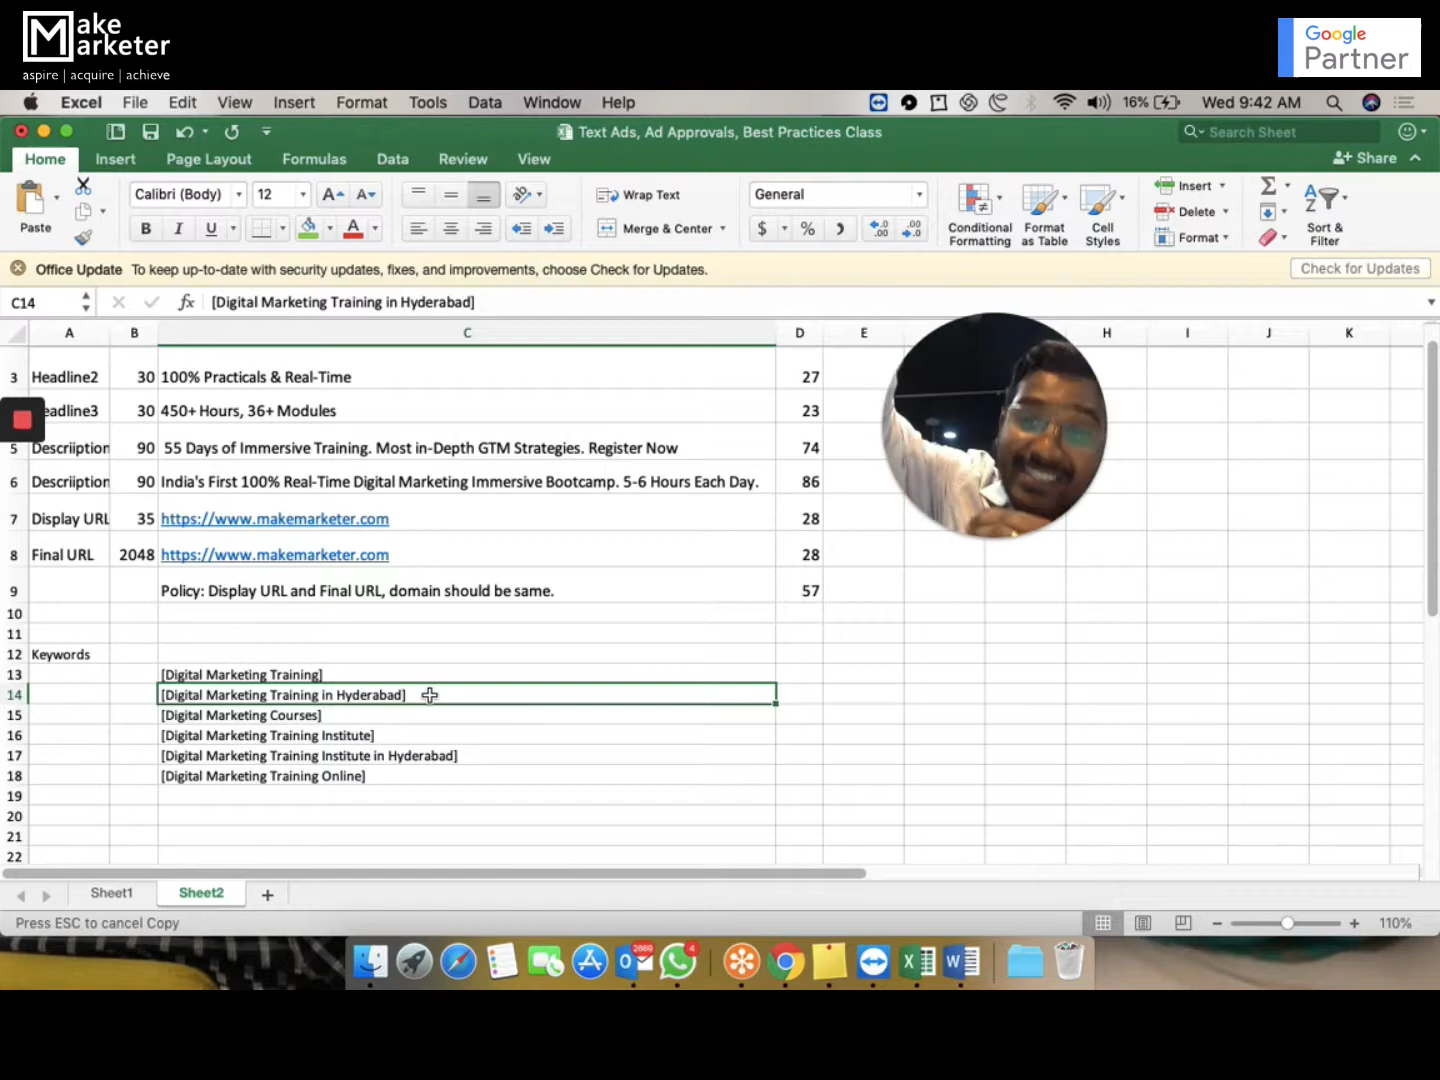 Make Marketer
aspire | acquire | achieve
Google
Partner
Excel File Edit View Insert Format Tools Data Window Help 16% Wed 9:42 AM
Text Ads, Ad Approvals, Best Practices Class
Search Sheet
Home Insert Page Layout Formulas Data Review View
Share
Paste
Calibri (Body) 12
A A
Wrap Text
General
B I U
Merge & Center
$ %
Conditional Formatting
Format as Table
Cell Styles
Insert
Delete
Format
Sort & Filter
Office Update To keep up-to-date with security updates, fixes, and improvements, choose Check for Updates.
Check for Updates
C14 fx [Digital Marketing Training in Hyderabad]
A B C D E H I J K
3 Headline2 30 100% Practicals & Real-Time 27
eadline3 30 450+ Hours, 36+ Modules 23
5 Descriiption 90 55 Days of Immersive Training. Most in-Depth GTM Strategies. Register Now 74
6 Descriiption 90 India's First 100% Real-Time Digital Marketing Immersive Bootcamp. 5-6 Hours Each Day. 86
7 Display URL 35 https://www.makemarketer.com 28
8 Final URL 2048 https://www.makemarketer.com 28
9 Policy: Display URL and Final URL, domain should be same. 57
10
11
12 Keywords
13 [Digital Marketing Training]
14 [Digital Marketing Training in Hyderabad]
15 [Digital Marketing Courses]
16 [Digital Marketing Training Institute]
17 [Digital Marketing Training Institute in Hyderabad]
18 [Digital Marketing Training Online]
19
20
21
22
Sheet1 Sheet2 +
Press ESC to cancel Copy
110%
2669
4